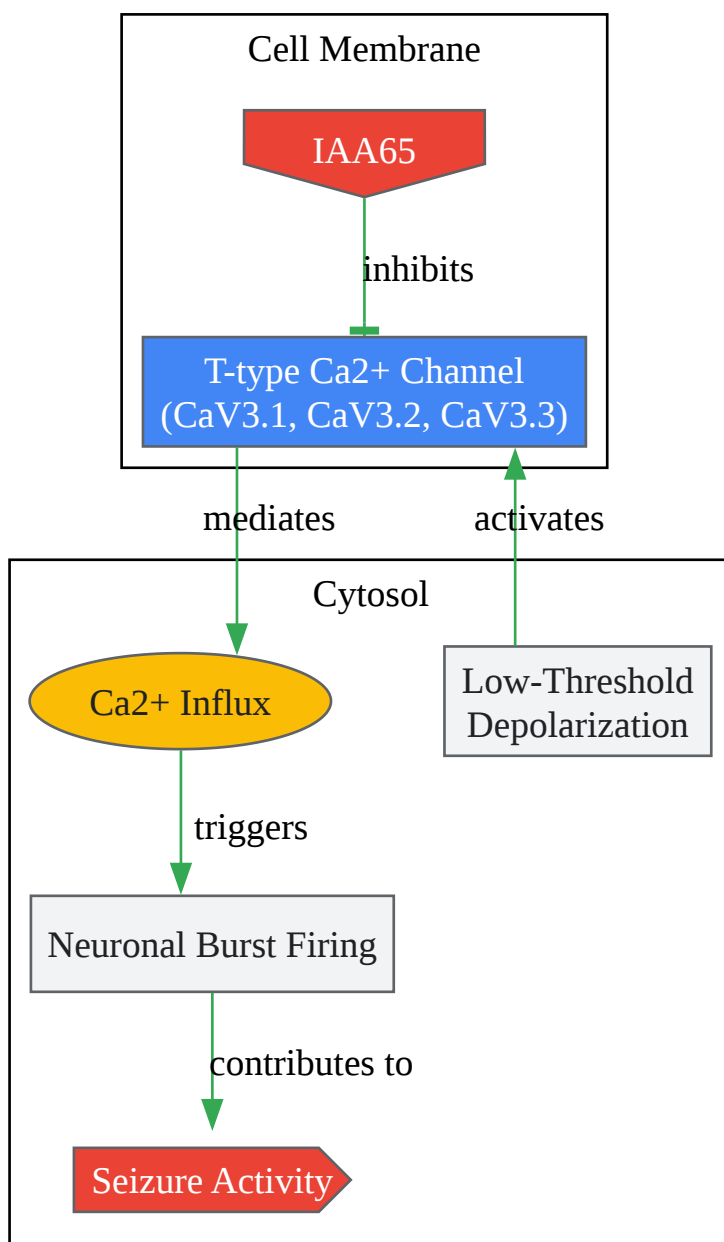 Cell Membrane
IAA65
inhibits
T-type Ca2+ Channel
(CaV3.1, CaV3.2, CaV3.3)
mediates
activates
Cytosol
Ca2+ Influx
Low-Threshold
Depolarization
triggers
Neuronal Burst Firing
contributes to
Seizure Activity